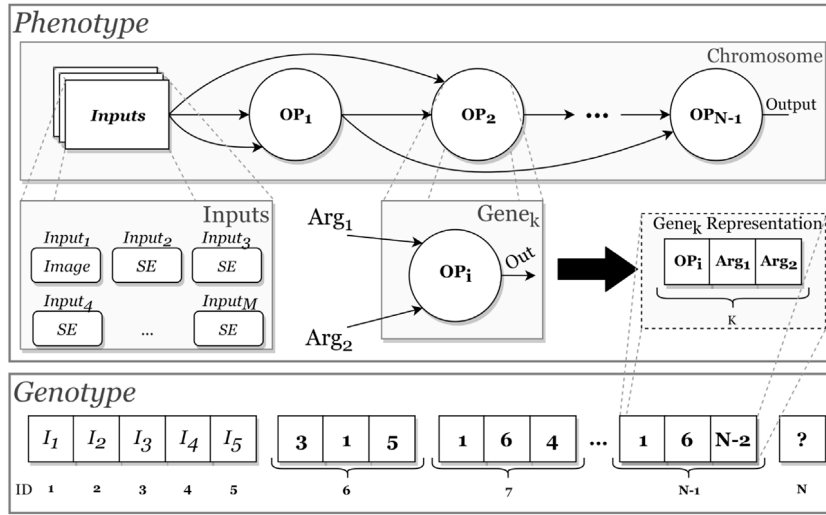 Phenotype
Chromosome
Inputs
OP1
OP2
...
OPN-1
Output
Inputs
Input1
Input2
Input3
Image
SE
SE
Input4
InputM
SE
...
SE
Arg1
Arg2
Genek
OPi
Out
Genek Representation
OPi Arg1 Arg2
K
Genotype
I1 I2 I3 I4 I5 3 1 5 1 6 4 ... 1 6 N-2 ?
ID 1 2 3 4 5 6 7 N-1 N